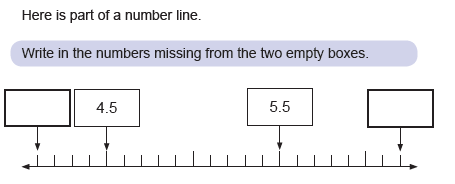 Here is part of a number line.
Write in the numbers missing from the two empty boxes.
4.5 5.5